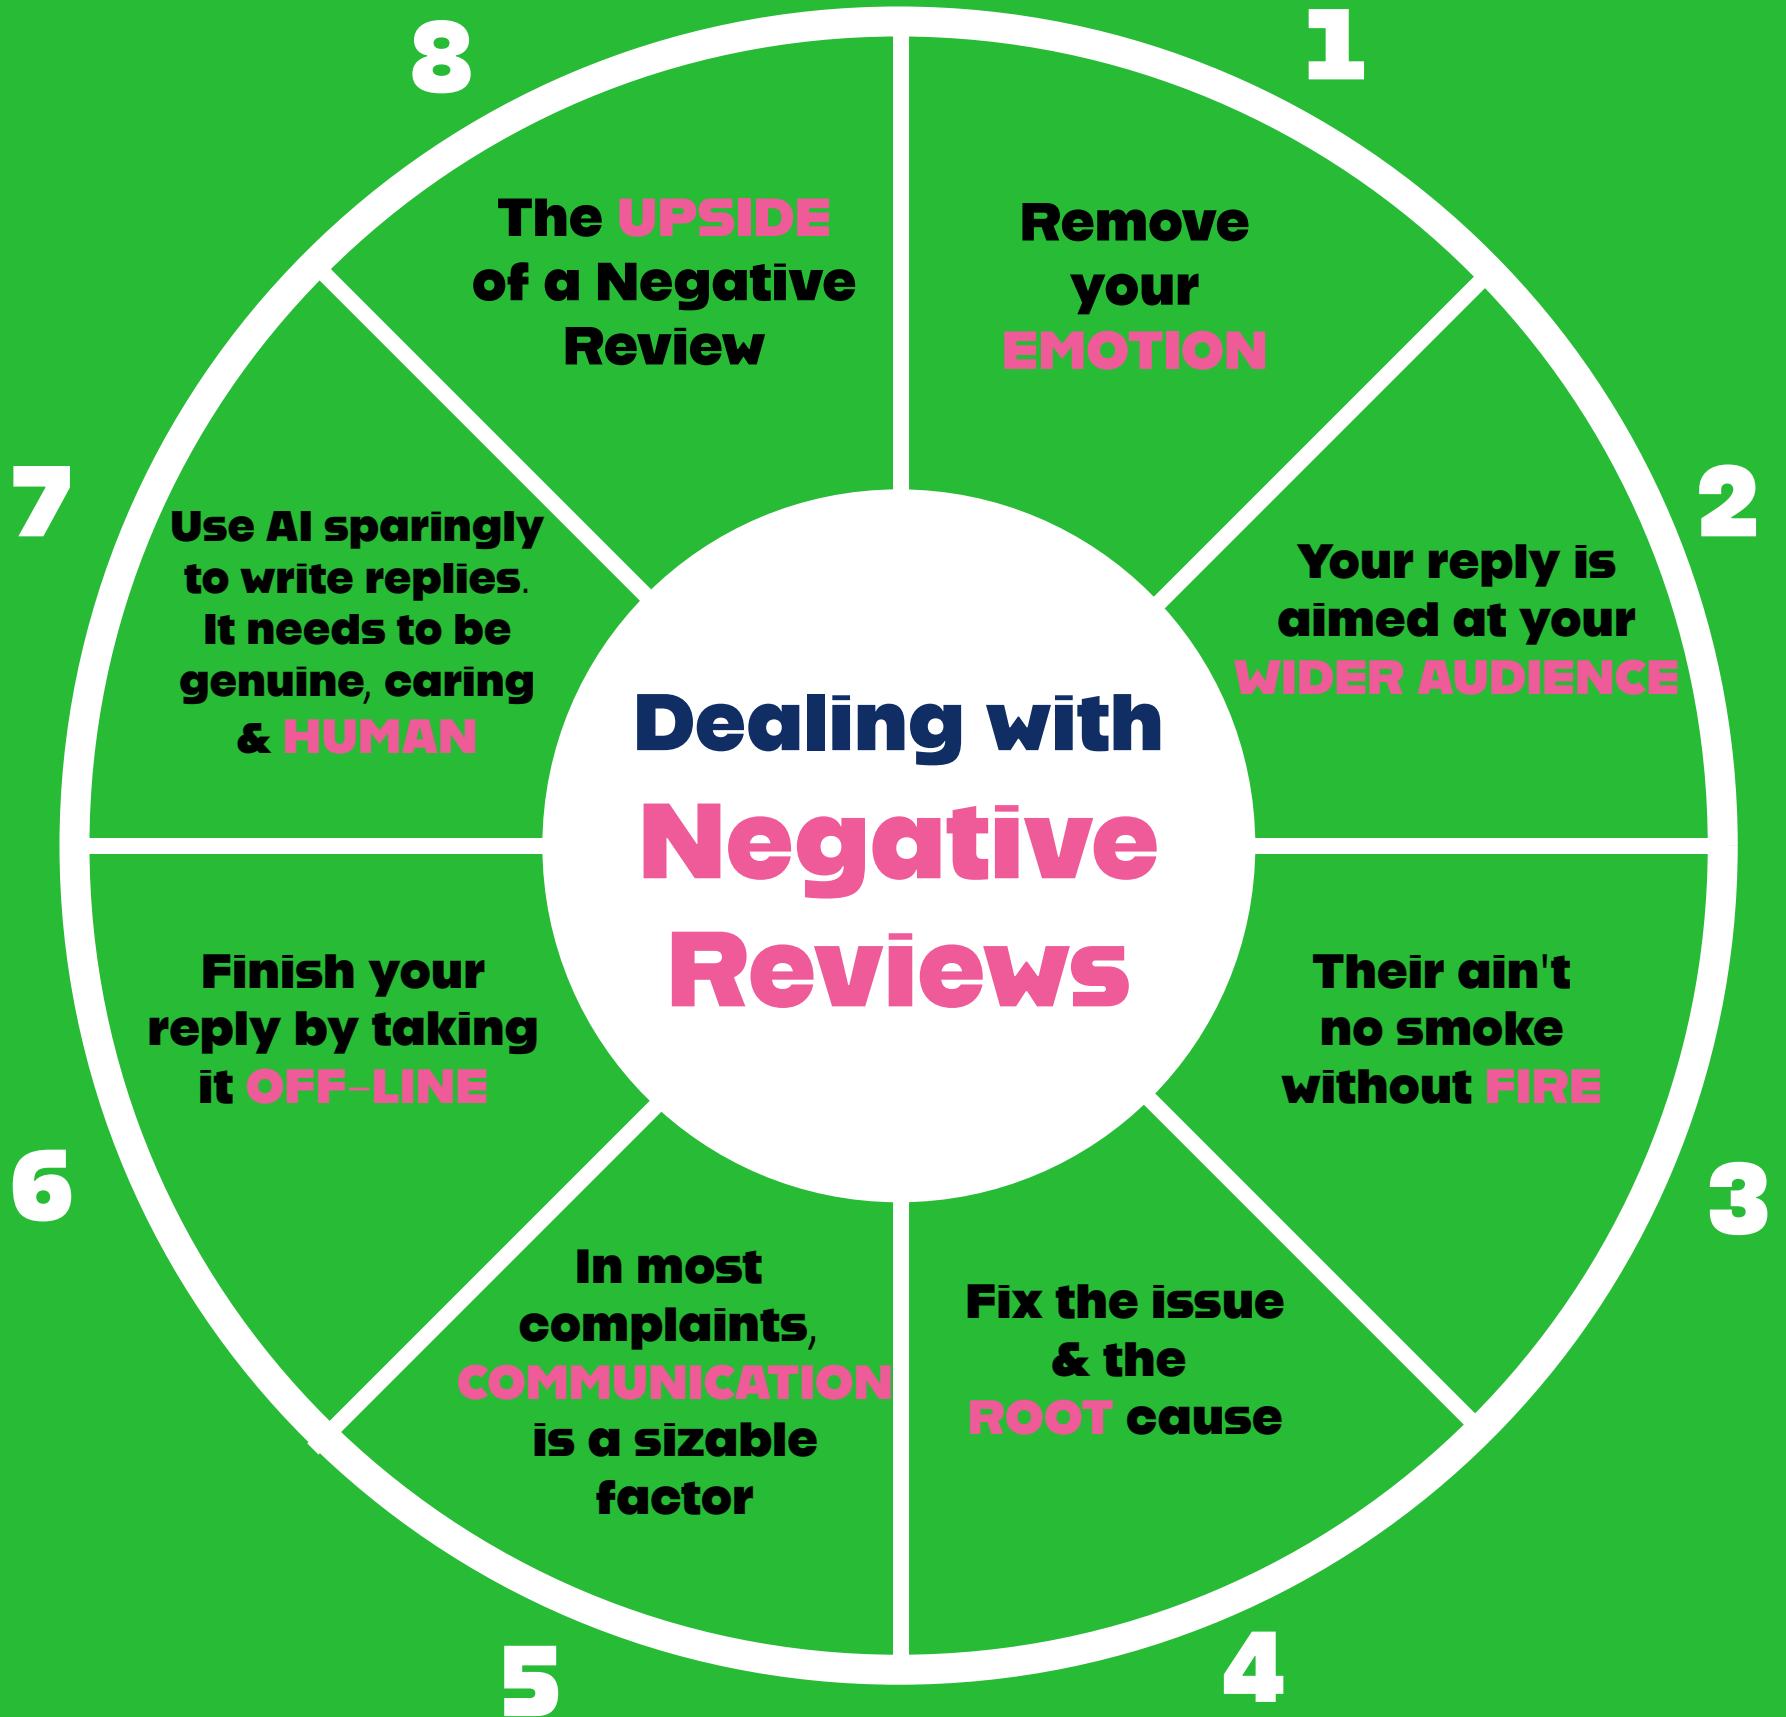 Dealing with
Negative
Reviews
1
Remove
your
EMOTION
2
Your reply is
aimed at your
WIDER AUDIENCE
3
Their ain't
no smoke
without FIRE
4
Fix the issue
& the
ROOT cause
5
In most
complaints,
COMMUNICATION
is a sizable
factor
6
Finish your
reply by taking
it OFF-LINE
7
Use AI sparingly
to write replies.
It needs to be
genuine, caring
& HUMAN
8
The UPSIDE
of a Negative
Review